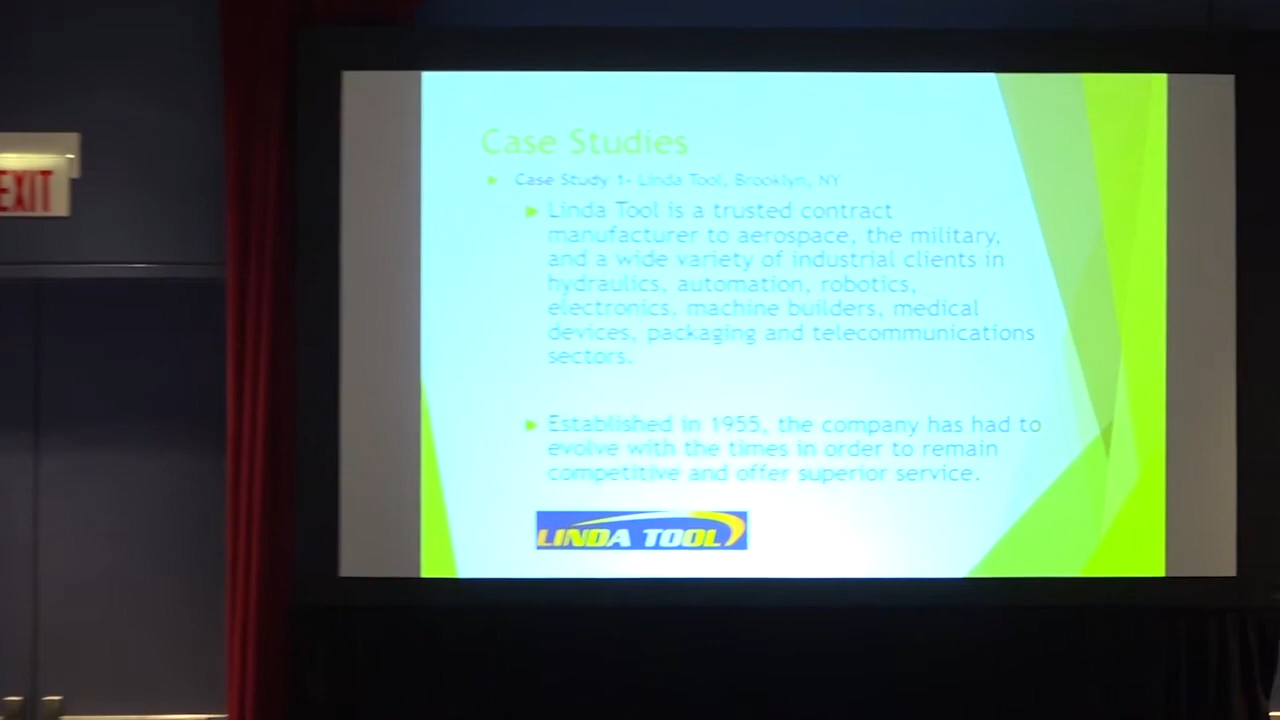 EXIT
Case Studies
Case Study 1- Linda Tool, Brooklyn, NY
Linda Tool is a trusted contract
manufacturer to aerospace, the military,
and a wide variety of industrial clients in
hydraulics, automation, robotics,
electronics, machine builders, medical
devices, packaging and telecommunications
sectors.
Established in 1955, the company has had to
evolve with the times in order to remain
competitive and offer superior service.
LINDA TOOL